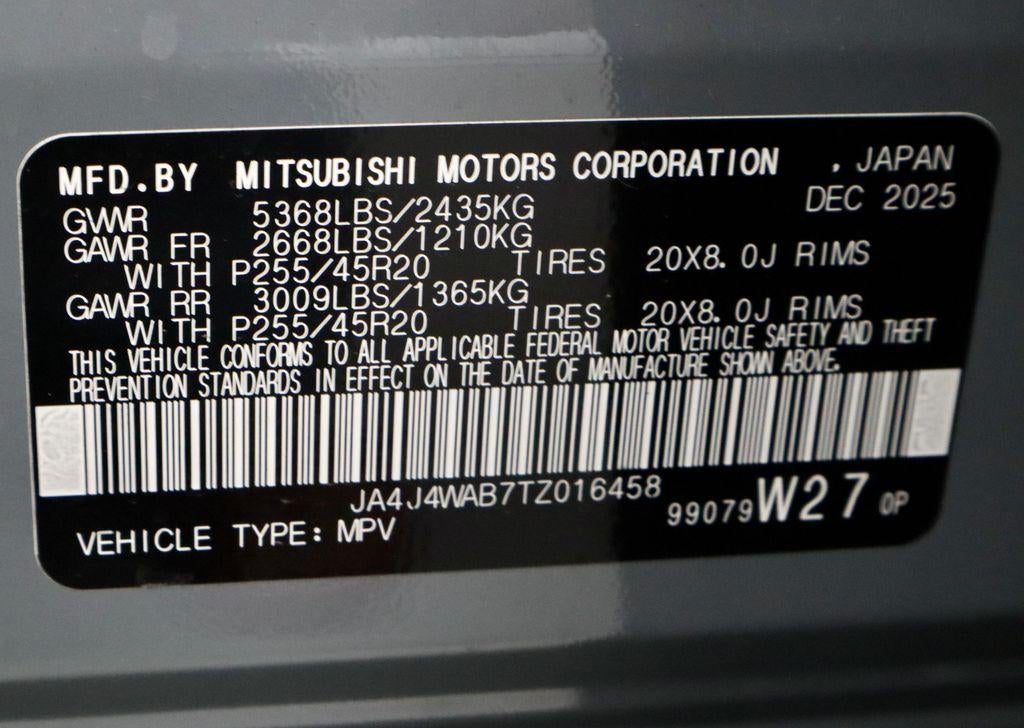 MFD.BY MITSUBISHI MOTORS CORPORATION , JAPAN
DEC 2025
GVWR 5368LBS/2435KG
GAWR FR 2668LBS/1210KG
WITH P255/45R20 TIRES 20X8.0J RIMS
GAWR RR 3009LBS/1365KG
WITH P255/45R20 TIRES 20X8.0J RIMS
THIS VEHICLE CONFORMS TO ALL APPLICABLE FEDERAL MOTOR VEHICLE SAFETY AND THEFT
PREVENTION STANDARDS IN EFFECT ON THE DATE OF MANUFACTURE SHOWN ABOVE.
JA4J4WAB7TZ016458
99079 W27 0P
VEHICLE TYPE: MPV